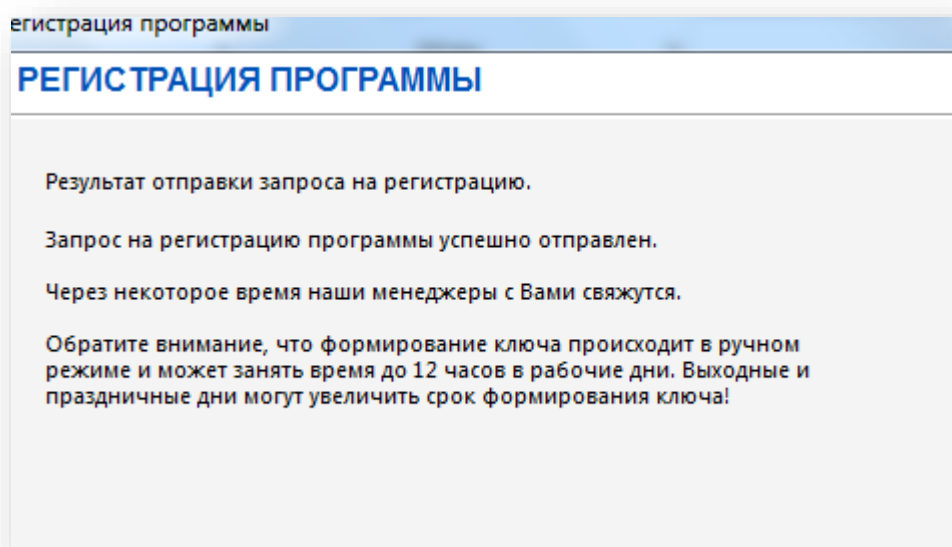 егистрация программы
РЕГИСТРАЦИЯ ПРОГРАММЫ
Результат отправки запроса на регистрацию.
Запрос на регистрацию программы успешно отправлен.
Через некоторое время наши менеджеры с Вами свяжутся.
Обратите внимание, что формирование ключа происходит в ручном
режиме и может занять время до 12 часов в рабочие дни. Выходные и
праздничные дни могут увеличить срок формирования ключа!